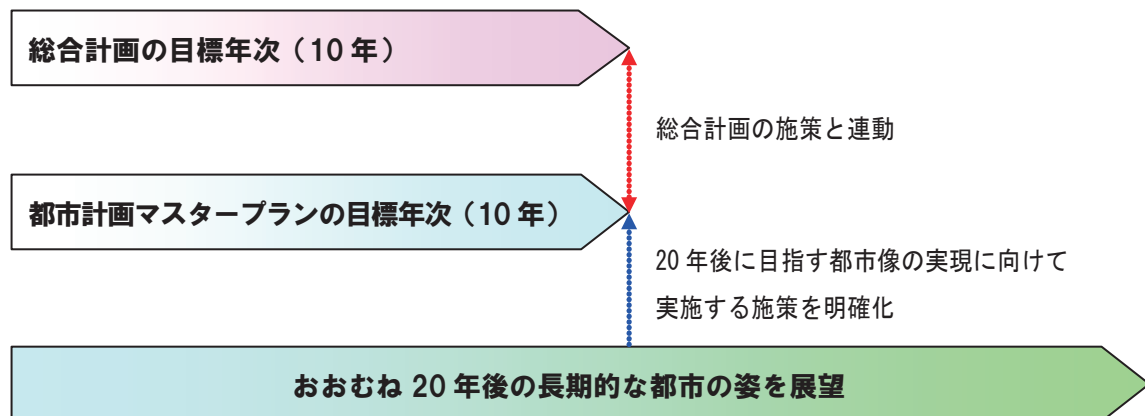 総合計画の目標年次（10 年）
総合計画の施策と連動
都市計画マスタープランの目標年次（10 年）
20 年後に目指す都市像の実現に向けて
実施する施策を明確化
おおむね 20 年後の長期的な都市の姿を展望